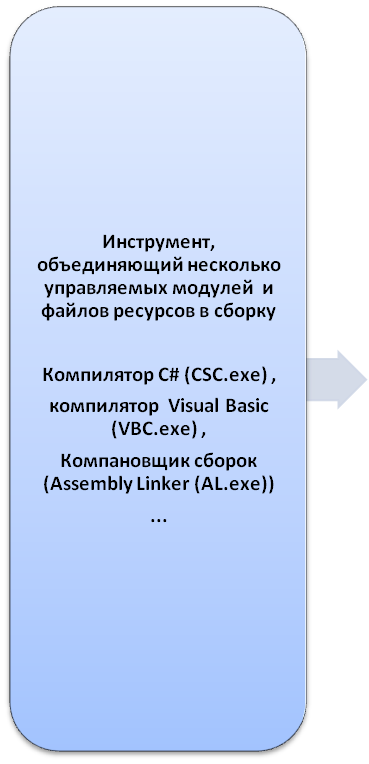 Инструмент,
объединяющий несколько
управляемых модулей и
файлов ресурсов в сборку
Компилятор C# (CSC.exe) ,
компилятор Visual Basic
(VBC.exe) ,
Компановщик сборок
(Assembly Linker (AL.exe))
...